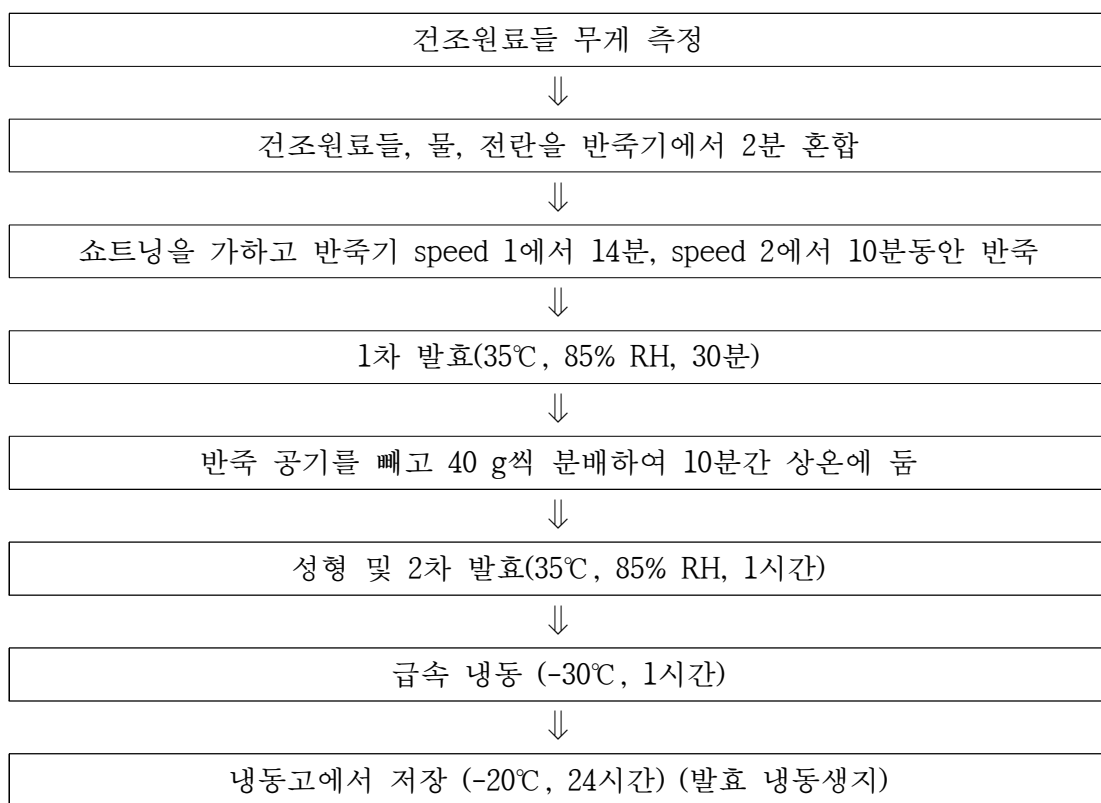 건조원료들 무게 측정
⇓
건조원료들, 물, 전란을 반죽기에서 2분 혼합
⇓
쇼트닝을 가하고 반죽기 speed 1에서 14분, speed 2에서 10분동안 반죽
⇓
1차 발효(35℃, 85% RH, 30분)
⇓
반죽 공기를 빼고 40 g씩 분배하여 10분간 상온에 둠
⇓
성형 및 2차 발효(35℃, 85% RH, 1시간)
⇓
급속 냉동 (-30℃, 1시간)
⇓
냉동고에서 저장 (-20℃, 24시간) (발효 냉동생지)